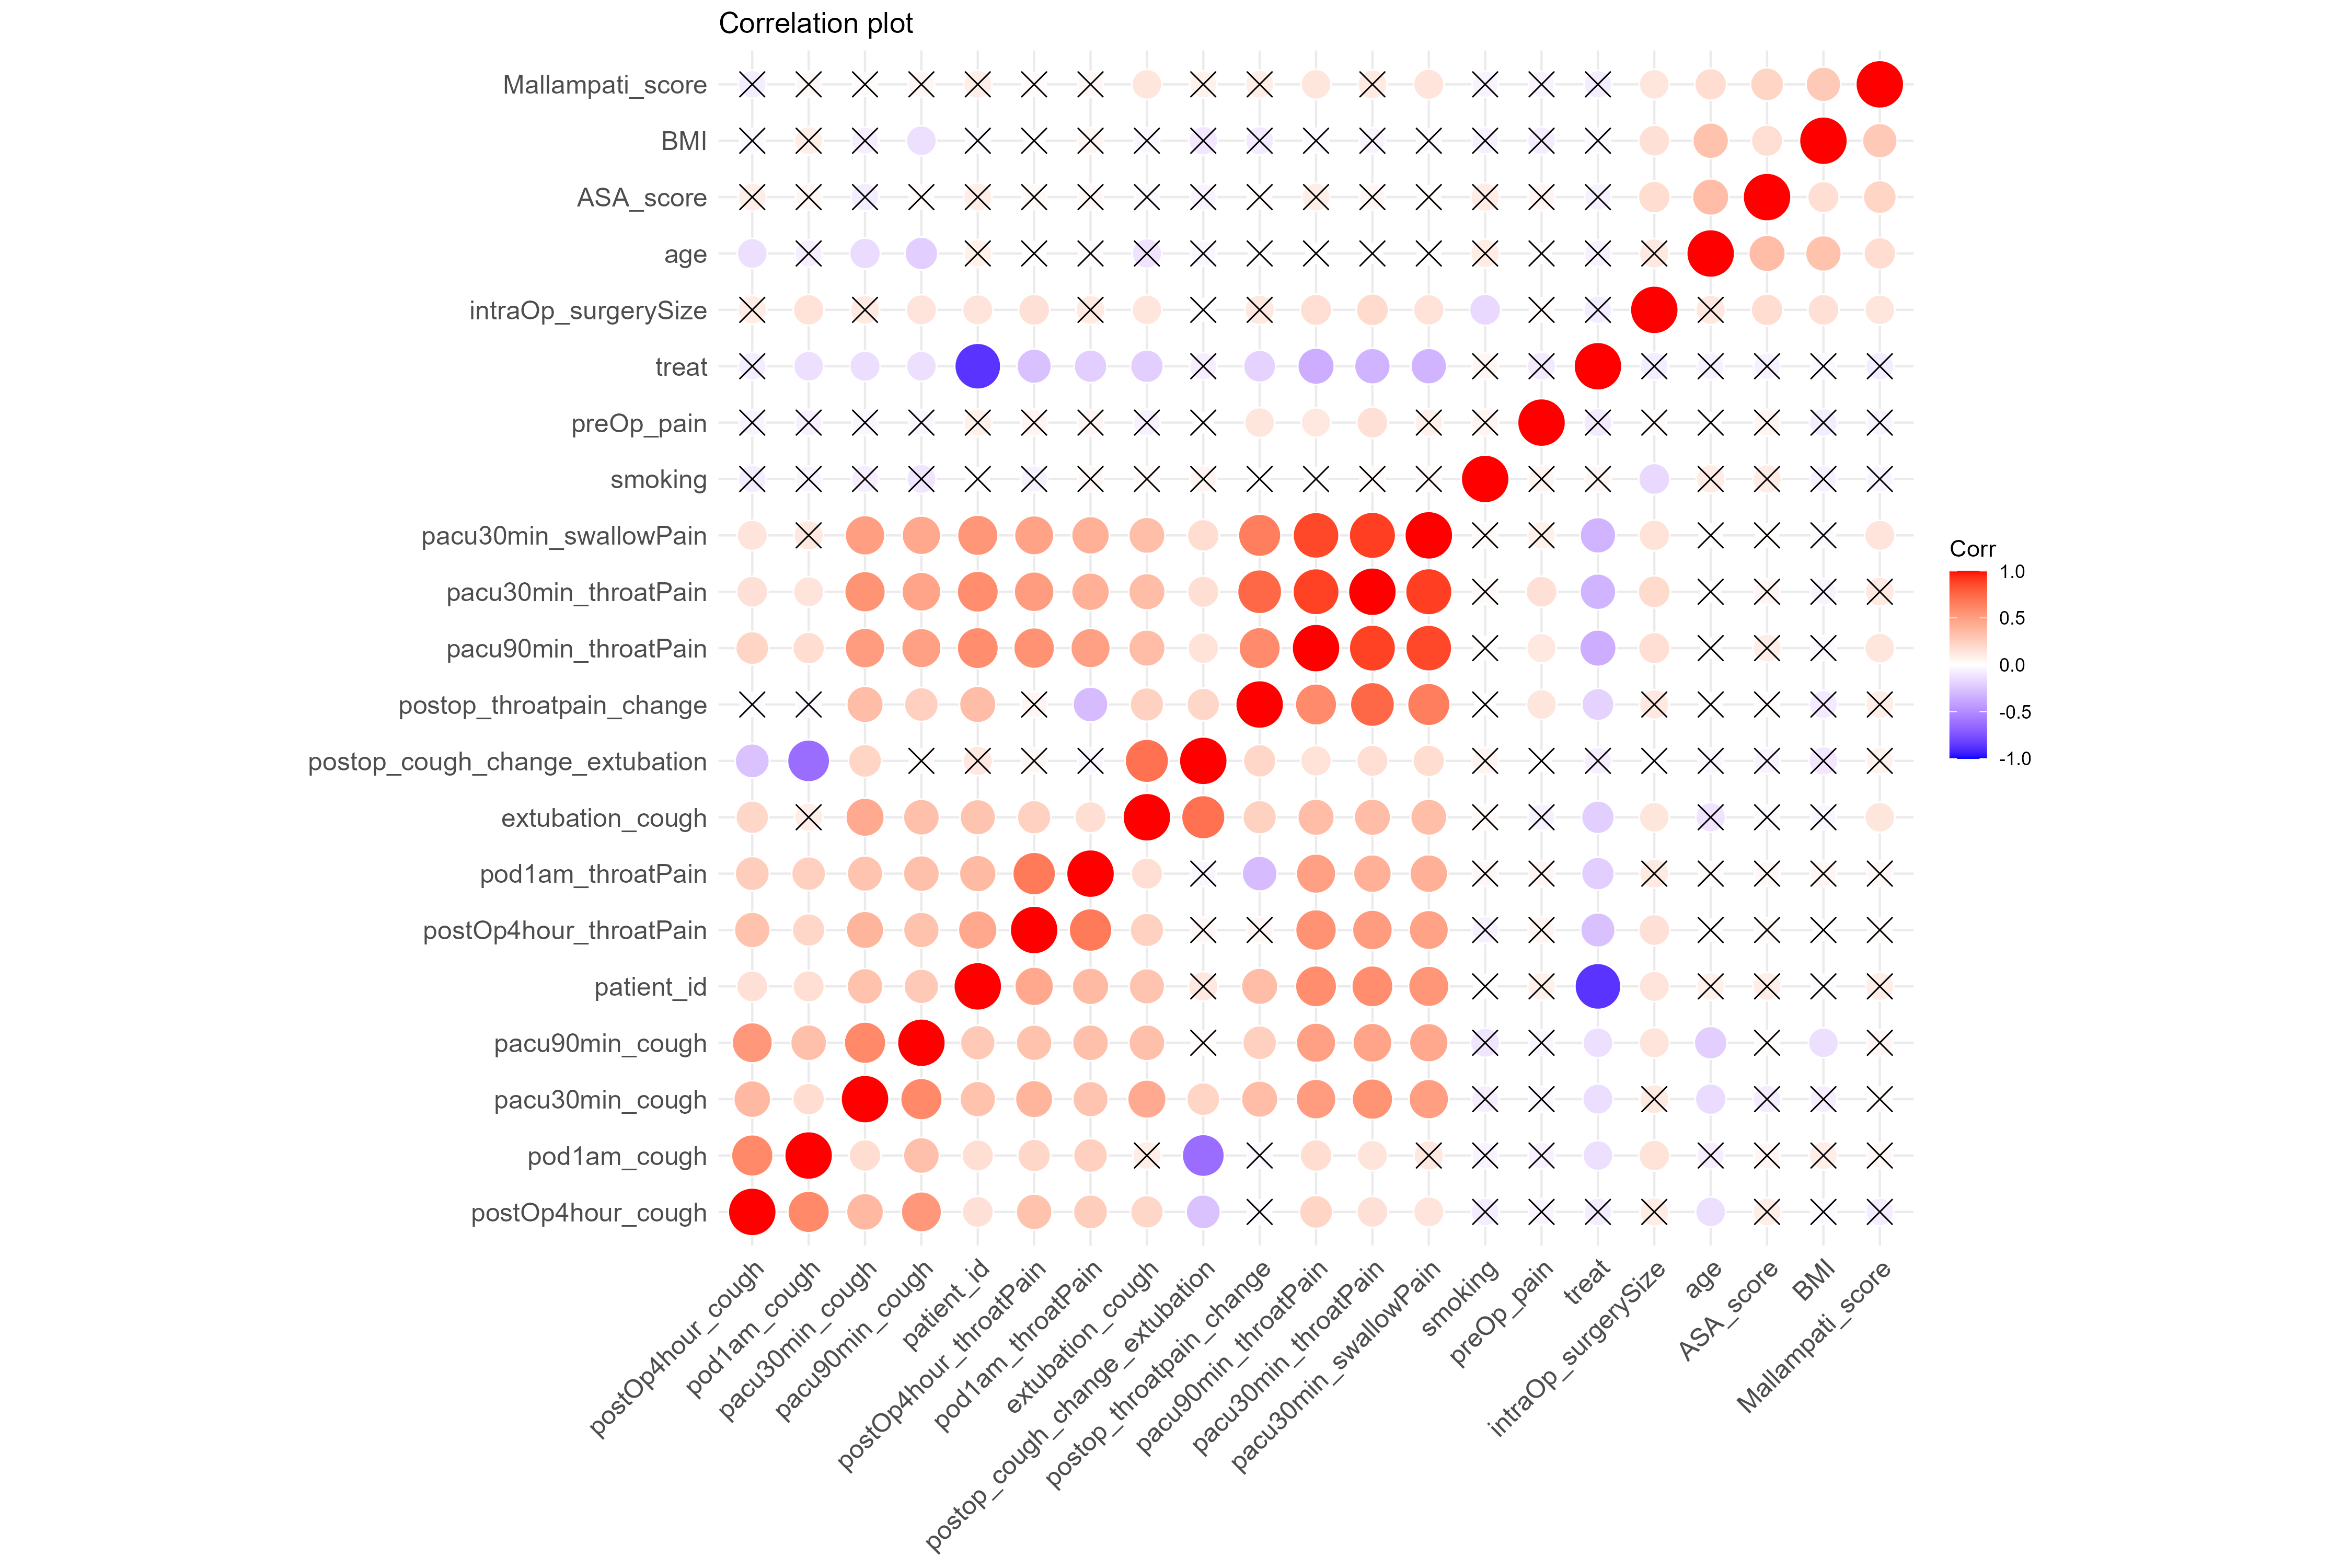 Correlation plot
Mallampati_score
BMI
ASA_score
age
intraOp_surgerySize
treat
preOp_pain
smoking
pacu30min_swallowPain
pacu30min_throatPain
pacu90min_throatPain
postop_throatpain_change
postop_cough_change_extubation
extubation_cough
pod1am_throatPain
postOp4hour_throatPain
patient_id
pacu90min_cough
pacu30min_cough
pod1am_cough
postOp4hour_cough
postOp4hour_cough
pod1am_cough
pacu30min_cough
pacu90min_cough
patient_id
postOp4hour_throatPain
pod1am_throatPain
extubation_cough
postop_cough_change_extubation
postop_throatpain_change
pacu90min_throatPain
pacu30min_throatPain
pacu30min_swallowPain
smoking
preOp_pain
treat
intraOp_surgerySize
age
ASA_score
BMI
Mallampati_score
Corr
1.0
0.5
0.0
-0.5
-1.0